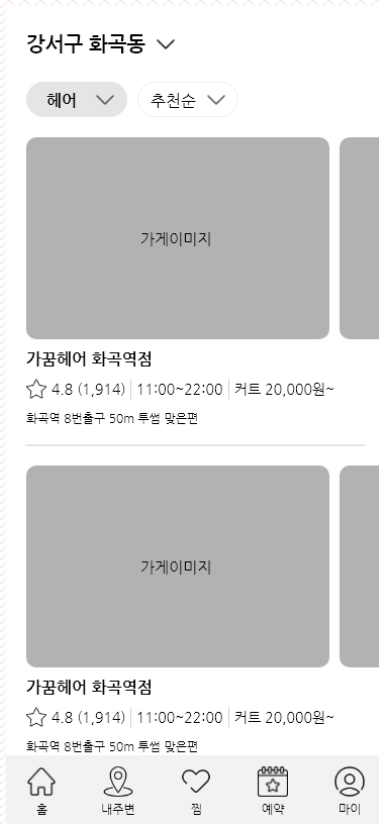 강서구 화곡동
헤어 추천순
가게이미지
가꿈헤어 화곡역점
4.8 (1,914) 11:00~22:00 커트 20,000원~
화곡역 8번출구 50m 투썸 맞은편
가게이미지
가꿈헤어 화곡역점
4.8 (1,914) 11:00~22:00 커트 20,000원~
화곡역 8번출구 50m 투썸 맞은편
홈 내주변 찜 예약 마이